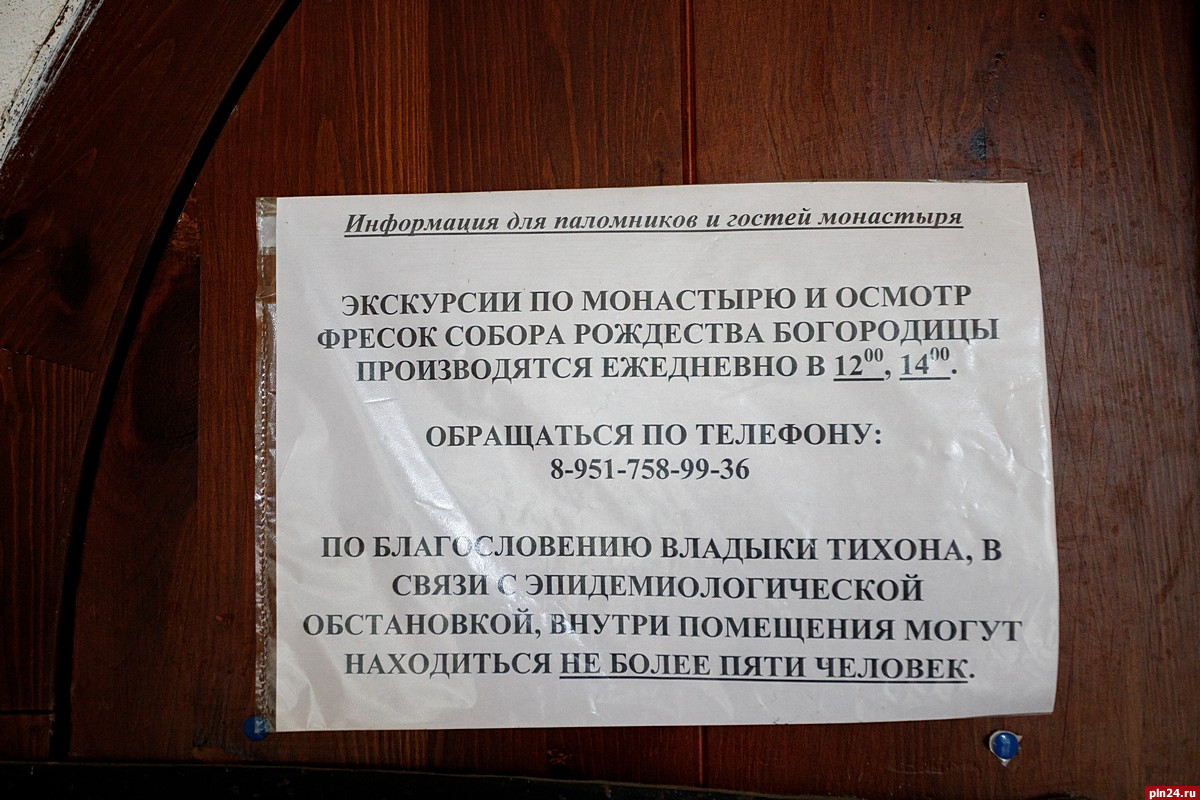 Информация для паломников и гостей монастыря
ЭКСКУРСИИ ПО МОНАСТЫРЮ И ОСМОТР
ФРЕСОК СОБОРА РОЖДЕСТВА БОГОРОДИЦЫ
ПРОИЗВОДЯТСЯ ЕЖЕДНЕВНО В 12⁰⁰, 14⁰⁰.
ОБРАЩАТЬСЯ ПО ТЕЛЕФОНУ:
8-951-758-99-36
ПО БЛАГОСЛОВЕНИЮ ВЛАДЫКИ ТИХОНА, В
СВЯЗИ С ЭПИДЕМИОЛОГИЧЕСКОЙ
ОБСТАНОВКОЙ, ВНУТРИ ПОМЕЩЕНИЯ МОГУТ
НАХОДИТЬСЯ НЕ БОЛЕЕ ПЯТИ ЧЕЛОВЕК.
pln24.ru